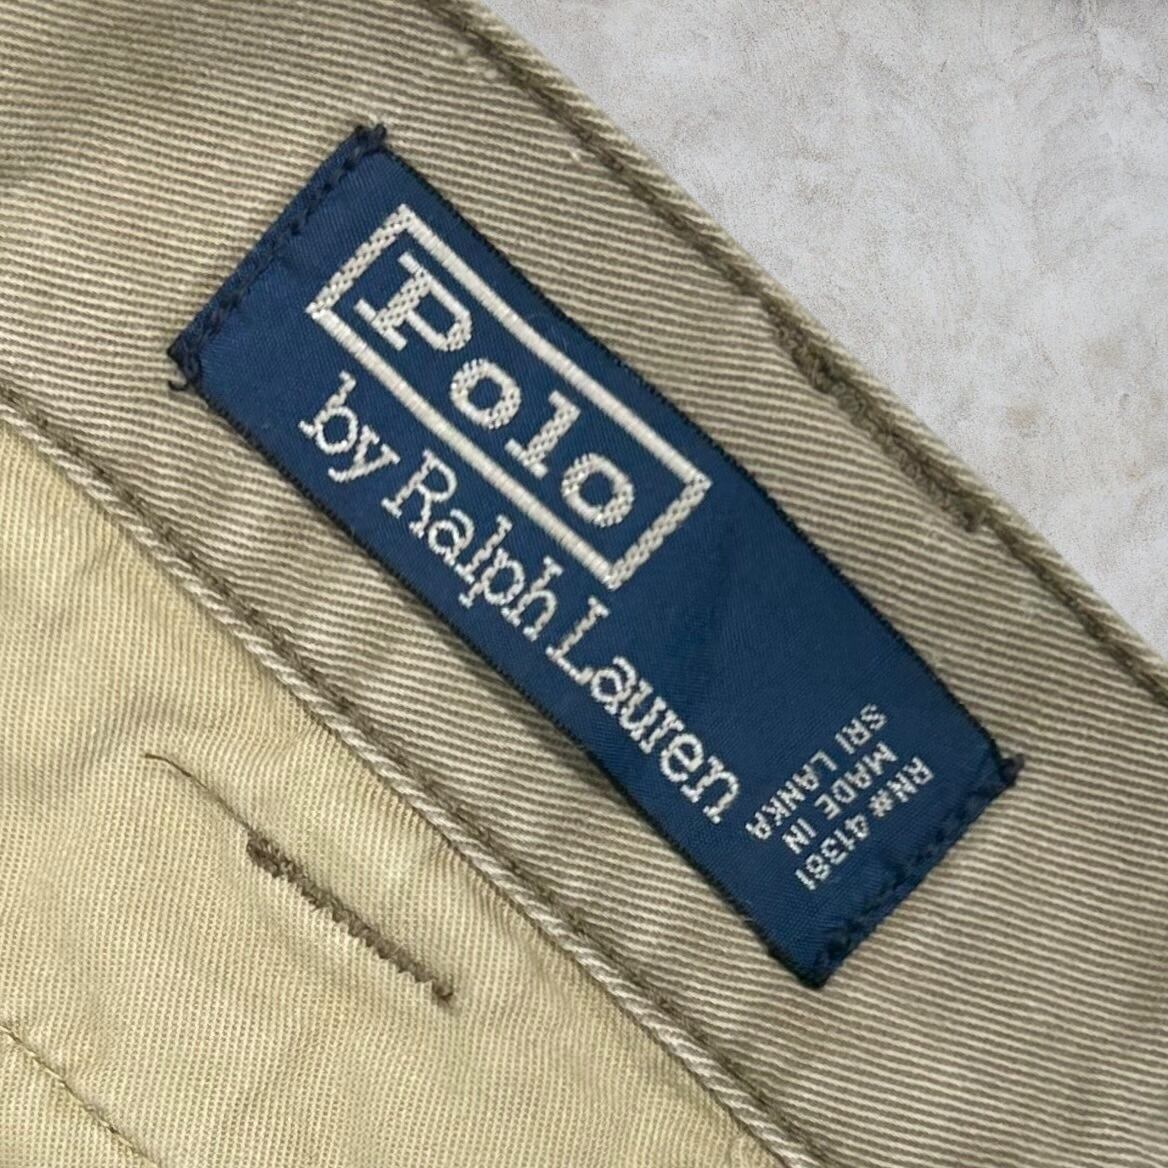 Polo
by Ralph Lauren
RN# 41381
MADE IN
SRI LANKA